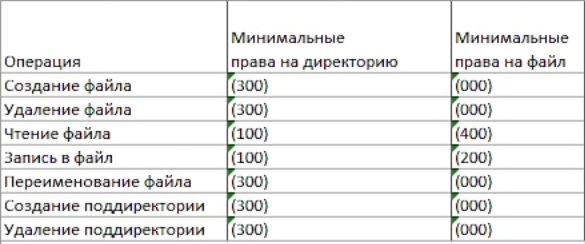 Операция Минимальные права на директорию Минимальные права на файл
Создание файла (300) (000)
Удаление файла (300) (000)
Чтение файла (100) (400)
Запись в файл (100) (200)
Переименование файла (300) (000)
Создание поддиректории (300) (000)
Удаление поддиректории (300) (000)